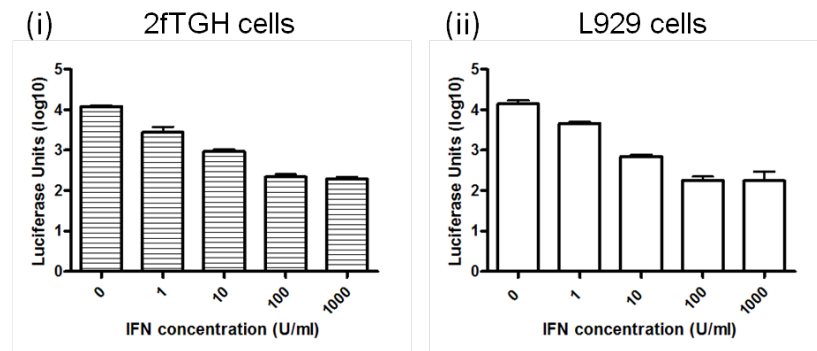 (i) 2fTGH cells
(ii) L929 cells
Luciferase Units (log10)
5
4
3
2
1
0
0 1 10 100 1000
IFN concentration (U/ml)
Luciferase Units (log10)
5
4
3
2
1
0
0 1 10 100 1000
IFN concentration (U/ml)